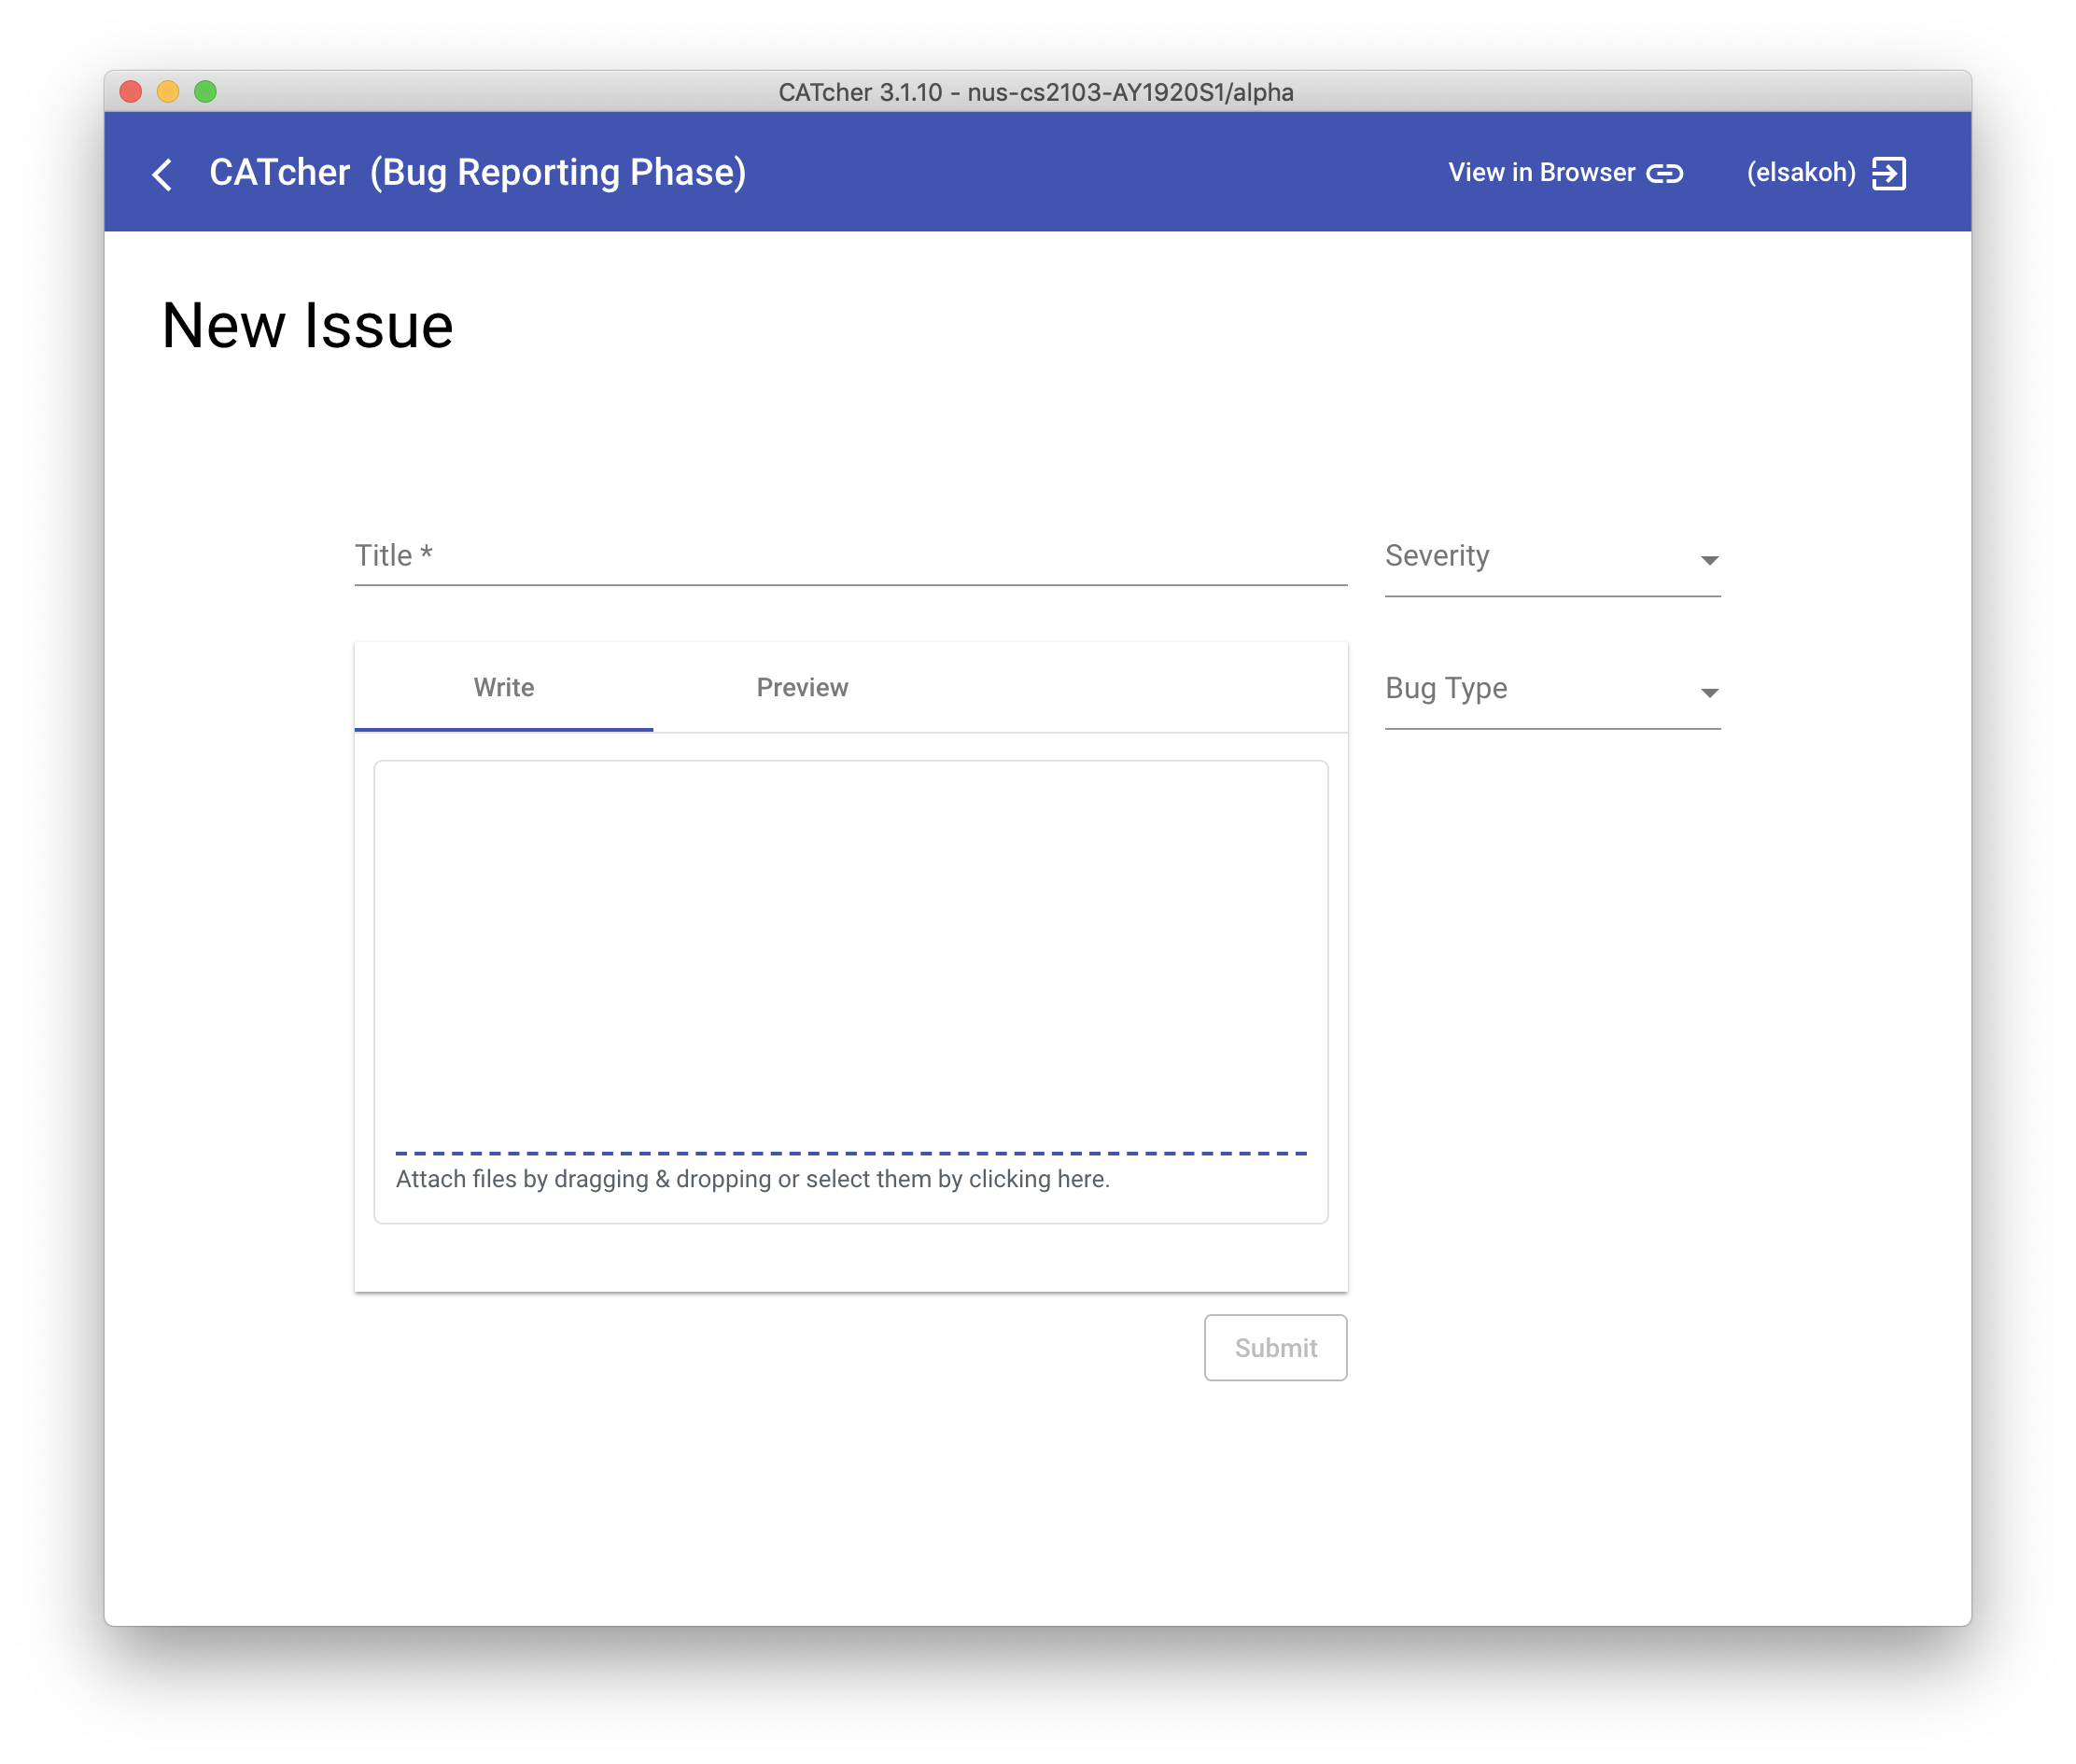 CATcher 3.1.10 - nus-cs2103-AY1920S1/alpha
CATcher (Bug Reporting Phase)
View in Browser
(elsakoh)
New Issue
Title *
Severity
Write
Preview
Bug Type
Attach files by dragging & dropping or select them by clicking here.
Submit